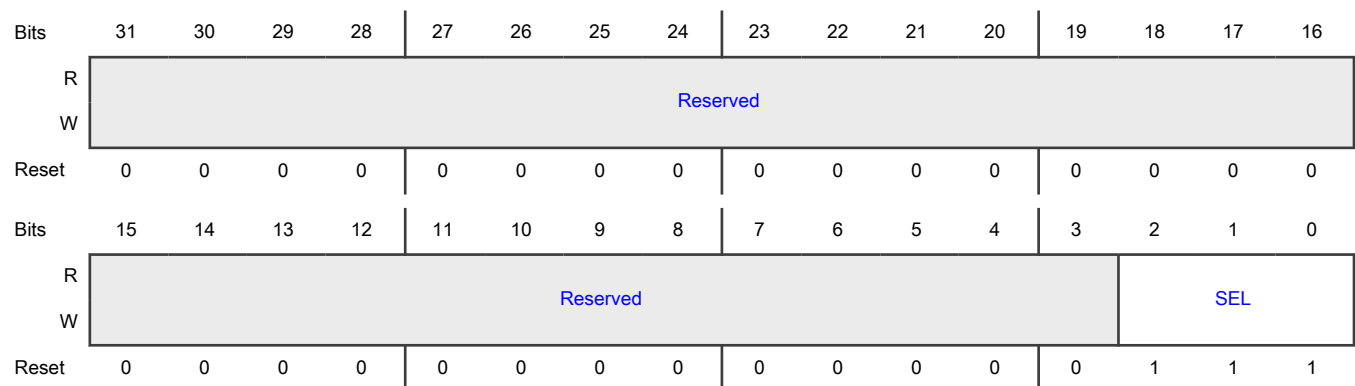 Bits 31 30 29 28 27 26 25 24 23 22 21 20 19 18 17 16
R
Reserved
W
Reset 0 0 0 0 0 0 0 0 0 0 0 0 0 0 0 0
Bits 15 14 13 12 11 10 9 8 7 6 5 4 3 2 1 0
R
Reserved SEL
W
Reset 0 0 0 0 0 0 0 0 0 0 0 0 0 1 1 1